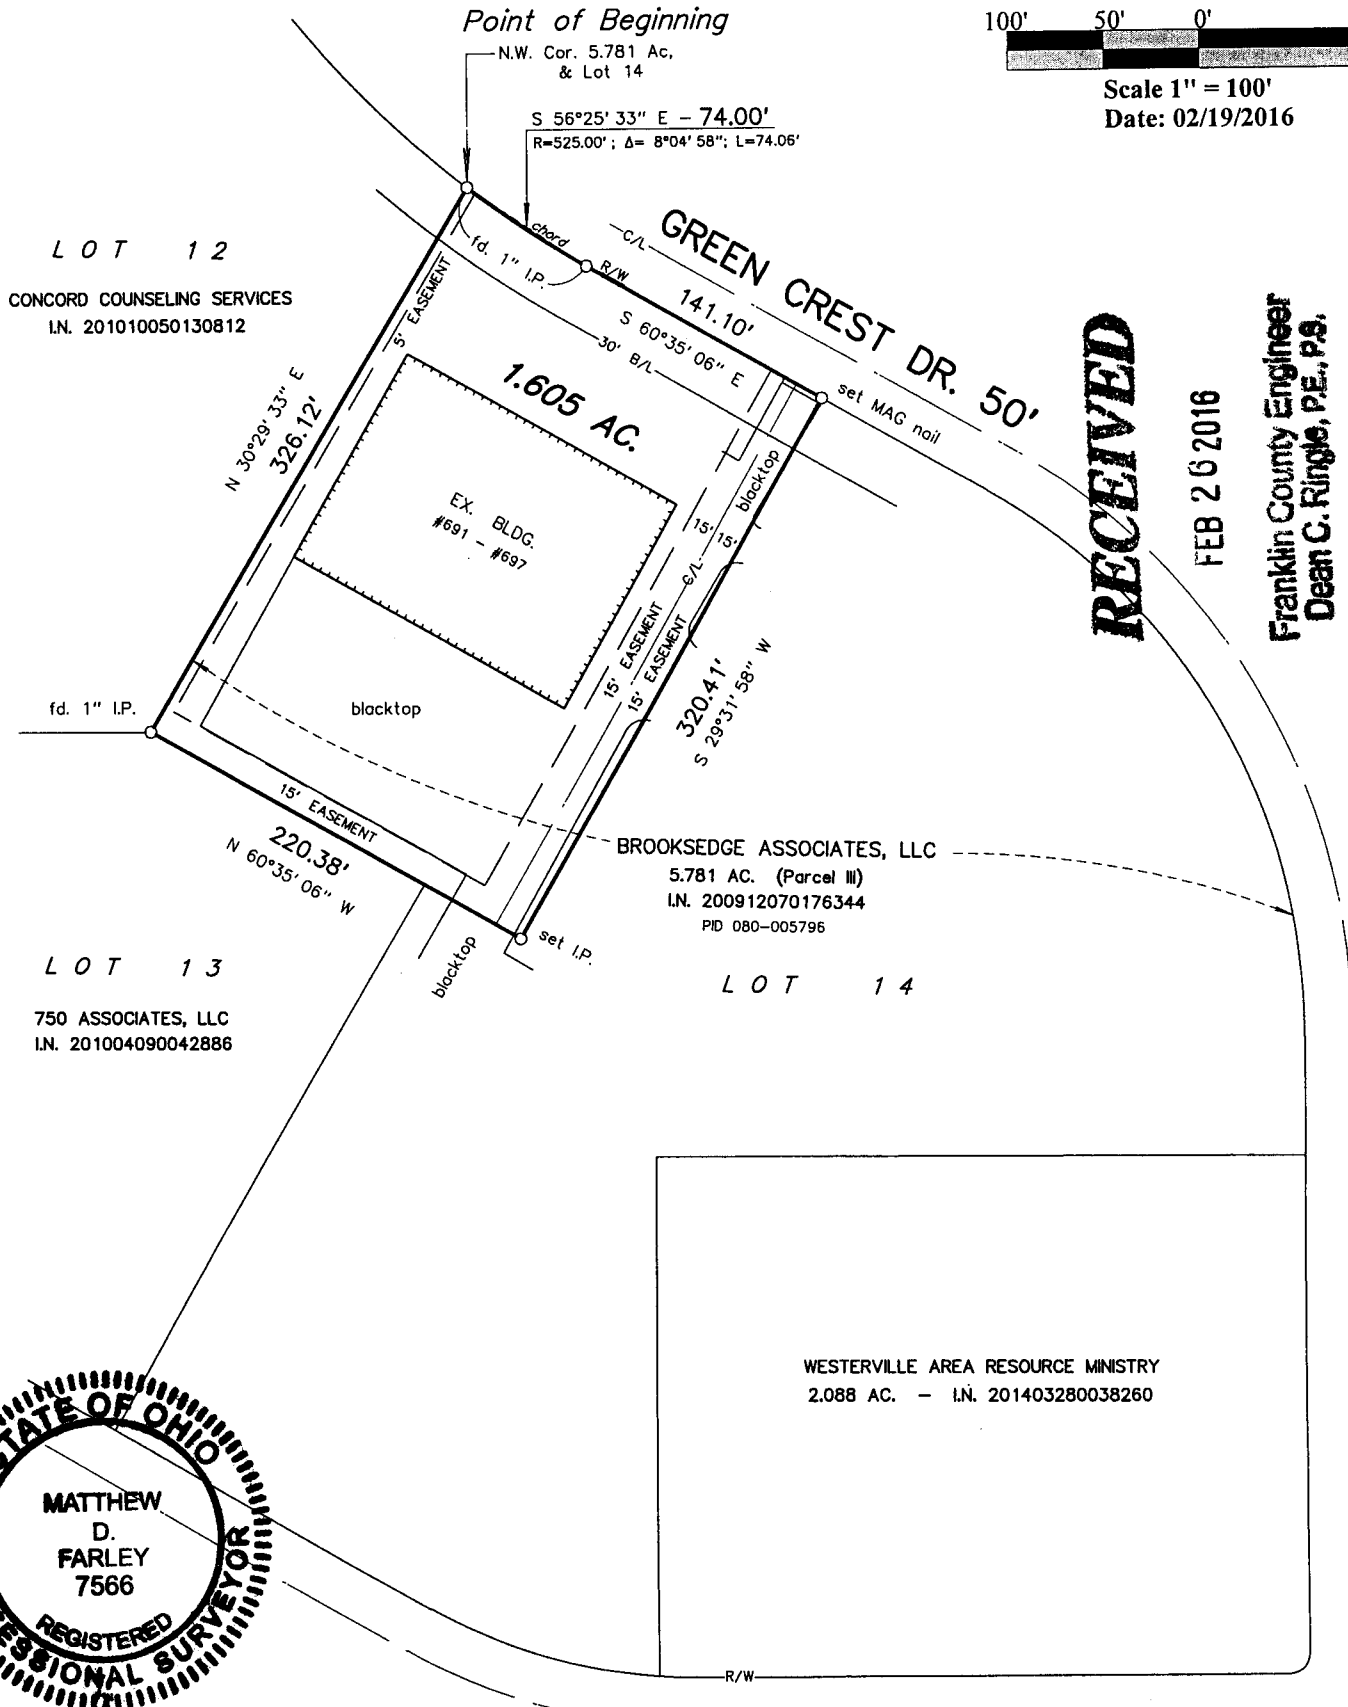 Point of Beginning
N.W. Cor. 5.781 Ac,
& Lot 14
100' 50' 0'
Scale 1" = 100'
Date: 02/19/2016
S 56°25' 33" E - 74.00'
R=525.00' ; Δ= 8°04' 58"; L=74.06'
LOT 12
CONCORD COUNSELING SERVICES
I.N. 201010050130812
chord
fd. 1" I.P.
R/W
C/L
GREEN CREST DR. 50'
141.10'
S 60°35' 06" E
30' B/L
set MAG nail
5' EASEMENT
N 30°29' 33" E
326.12'
1.605 AC.
EX. BLDG.
#691 - #697
blacktop
15' 15'
C/L
15' EASEMENT
15' EASEMENT
320.41'
S 29°31' 58" W
RECEIVED
FEB 26 2016
Franklin County Engineer
Dean C. Ringle, P.E., P.S.
fd. 1" I.P.
blacktop
15' EASEMENT
220.38'
N 60°35' 06" W
BROOKSEDGE ASSOCIATES, LLC
5.781 AC. (Parcel III)
I.N. 200912070176344
PID 080-005796
set I.P.
blacktop
LOT 13
750 ASSOCIATES, LLC
I.N. 201004090042886
LOT 14
WESTERVILLE AREA RESOURCE MINISTRY
2.088 AC. - I.N. 201403280038260
STATE OF OHIO
MATTHEW
D.
FARLEY
7566
REGISTERED
ESSIONAL SURVEYOR
R/W